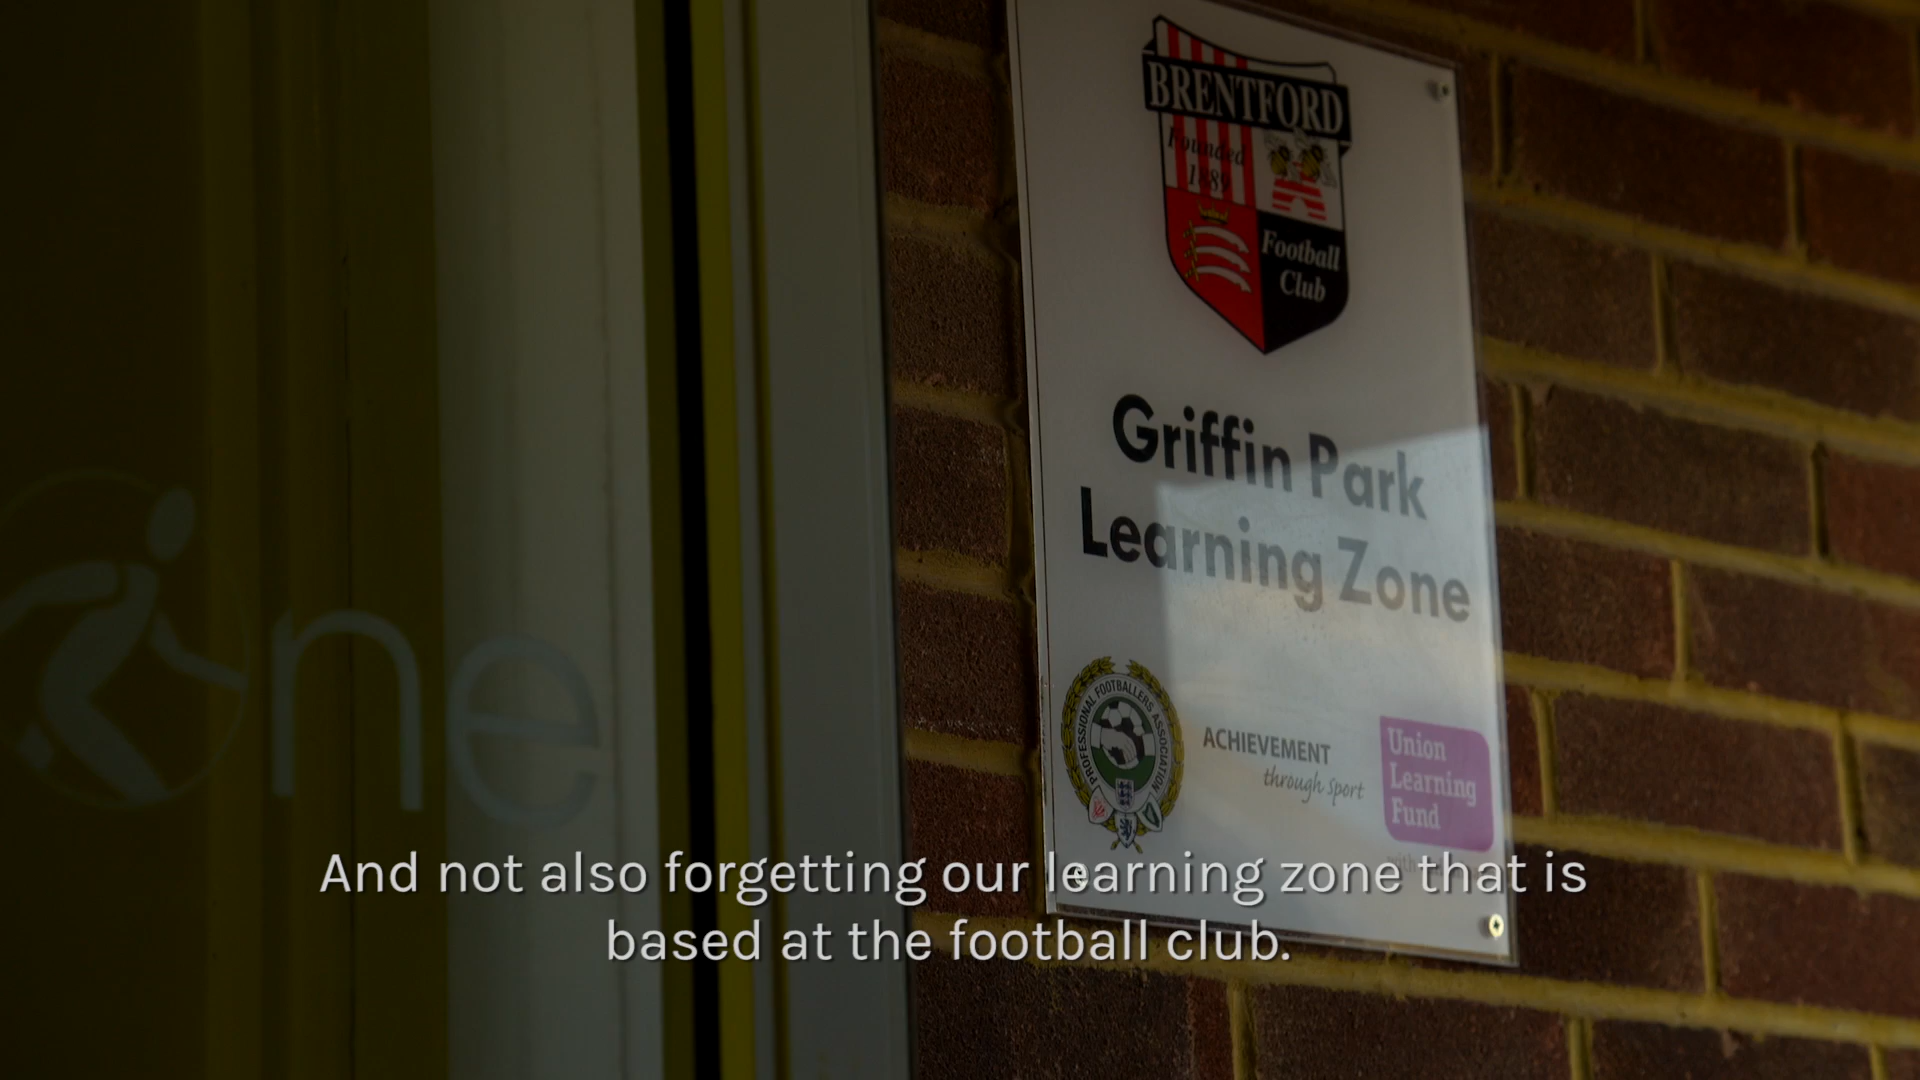 BRENTFORD
Founded
1889
Football
Club
Griffin Park
Learning Zone
PROFESSIONAL FOOTBALLERS ASSOCIATION
ACHIEVEMENT
through Sport
Union
Learning
Fund
ne
And not also forgetting our learning zone that is
based at the football club.